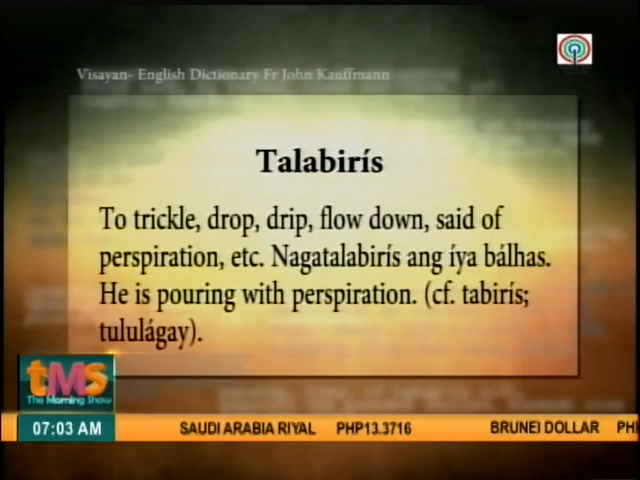 Visayan- English Dictionary Fr John Kauffmann
Talabirís
To trickle, drop, drip, flow down, said of
perspiration, etc. Nagatalabirís ang íya bálhas.
He is pouring with perspiration. (cf. tabirís;
tululágay).
tMS
The Morning Show
07:03 AM SAUDI ARABIA RIYAL PHP13.3716 BRUNEI DOLLAR